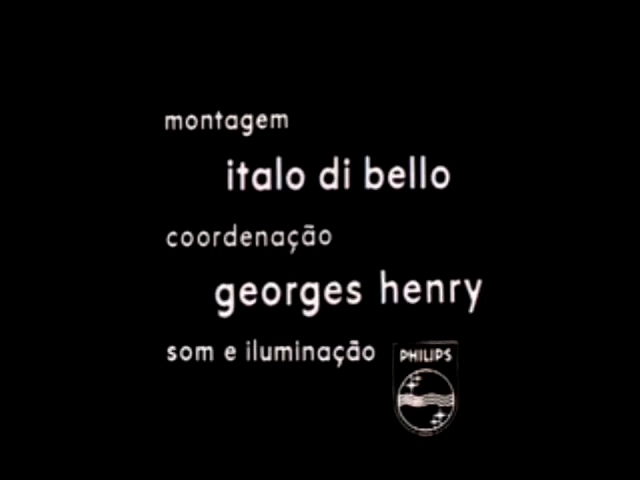 montagem
italo di bello
coordenação
georges henry
som e iluminação
PHILIPS